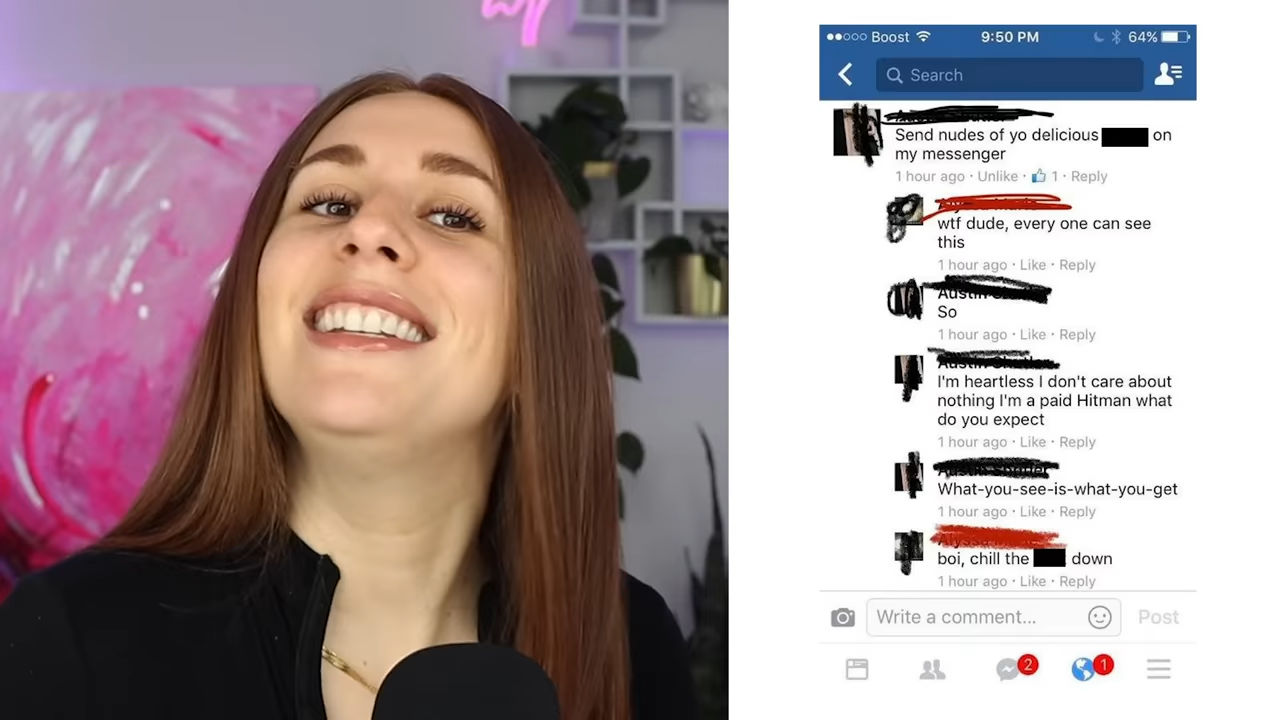 Boost 9:50 PM 64%
Search
Send nudes of yo delicious on
my messenger
1 hour ago · Unlike · 1 · Reply
wtf dude, every one can see
this
1 hour ago · Like · Reply
Austin
So
1 hour ago · Like · Reply
Austin
I'm heartless I don't care about
nothing I'm a paid Hitman what
do you expect
1 hour ago · Like · Reply
Austin
What-you-see-is-what-you-get
1 hour ago · Like · Reply
boi, chill the down
1 hour ago · Like · Reply
Write a comment... Post
2 1